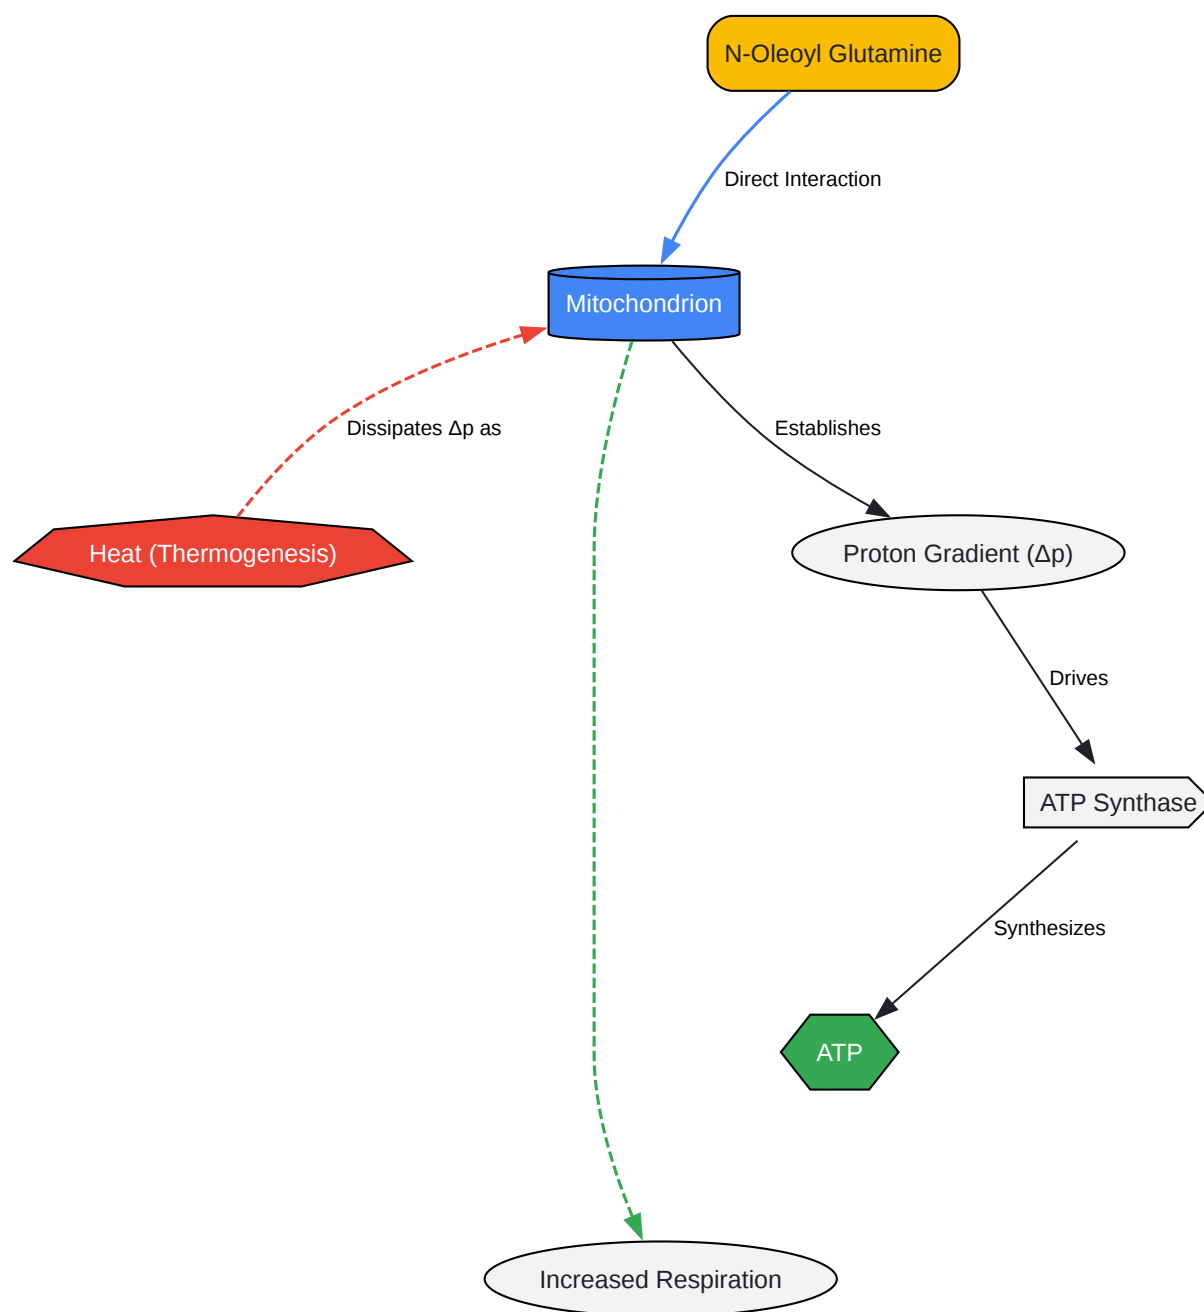 N-Oleoyl Glutamine
Direct Interaction
Mitochondrion
Dissipates Δp as
Establishes
Heat (Thermogenesis)
Proton Gradient (Δp)
Drives
ATP Synthase
Synthesizes
ATP
Increased Respiration